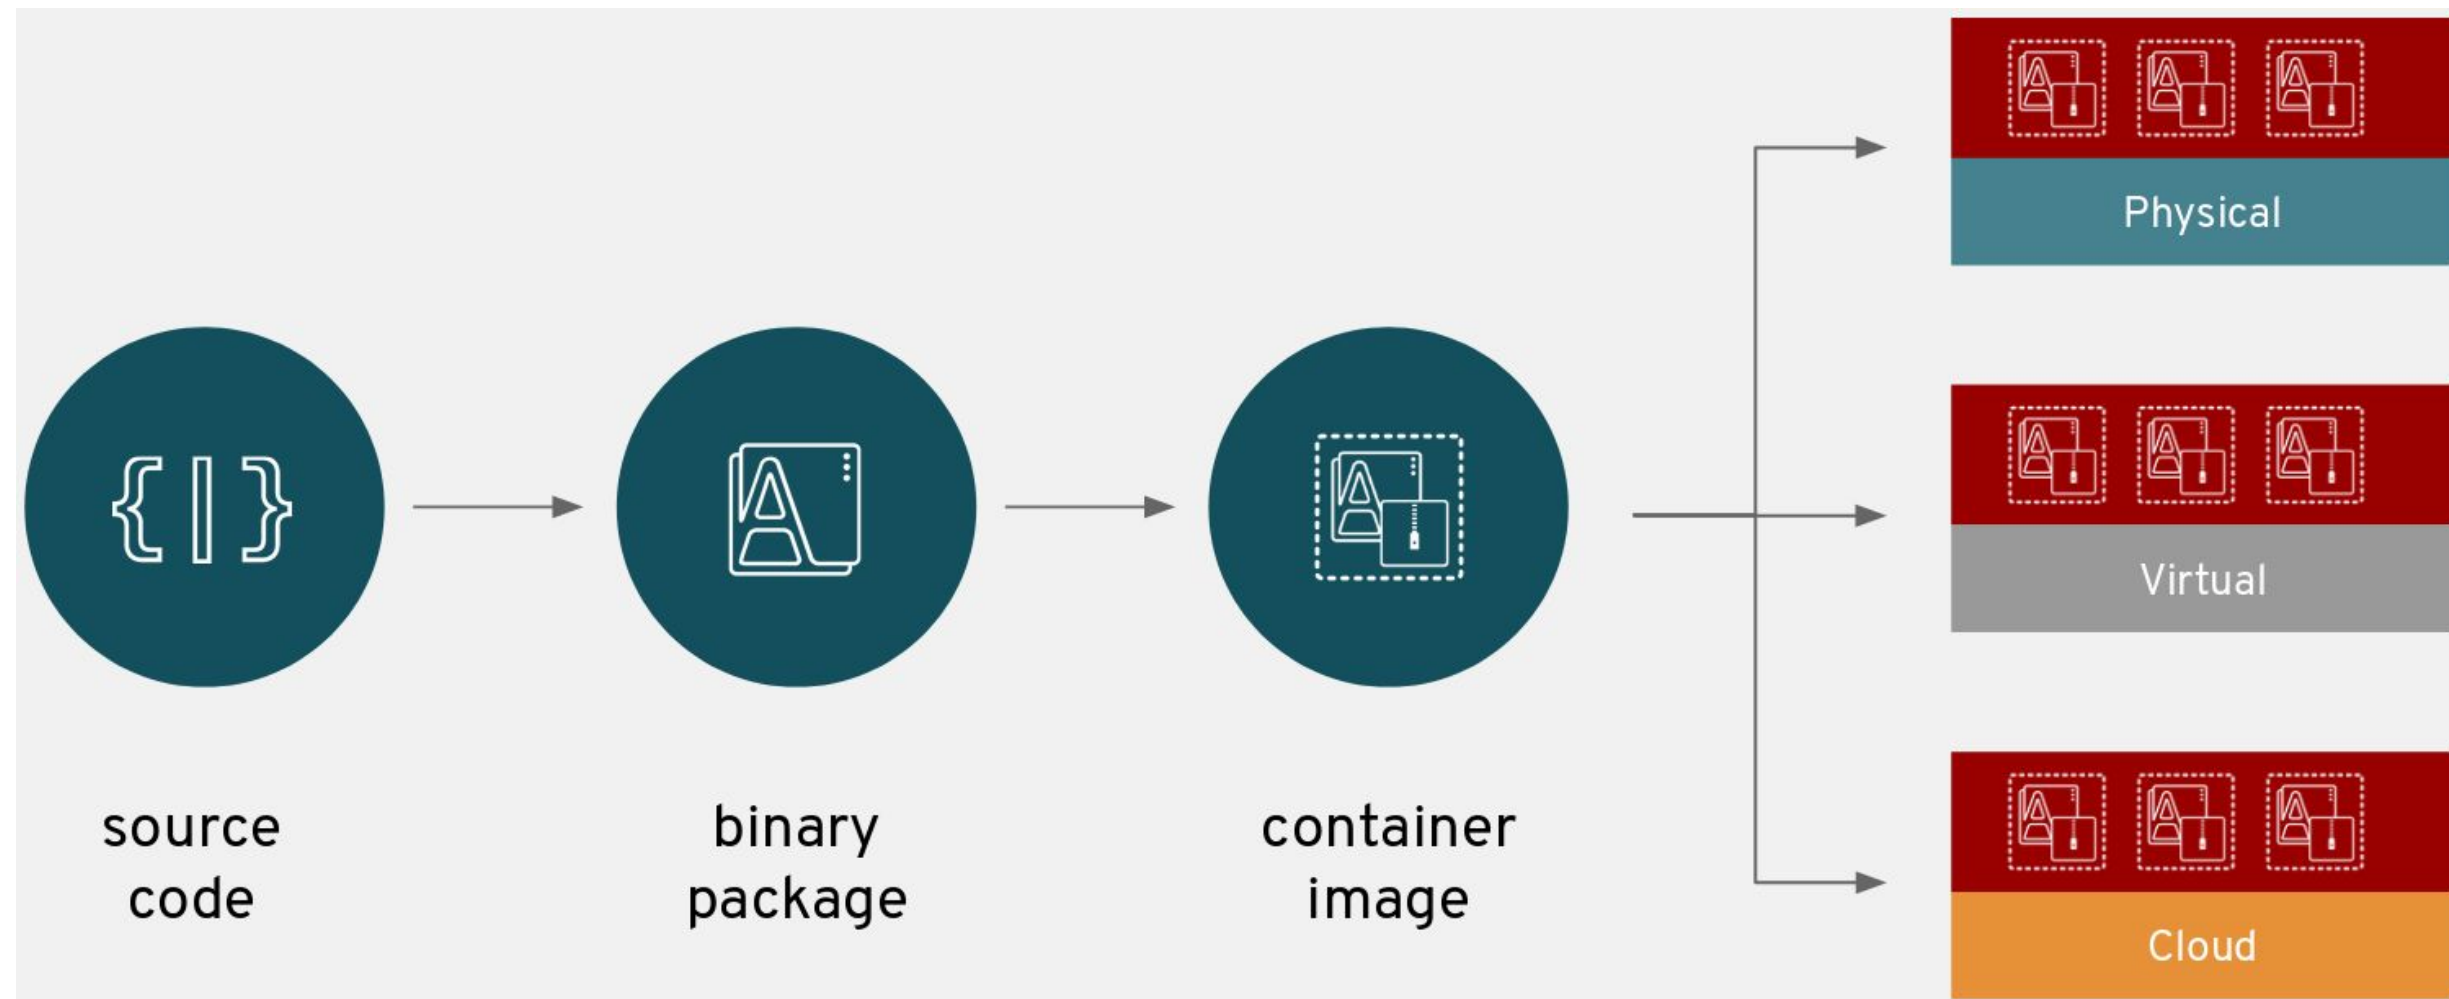 source
code
binary
package
container
image
Physical
Virtual
Cloud